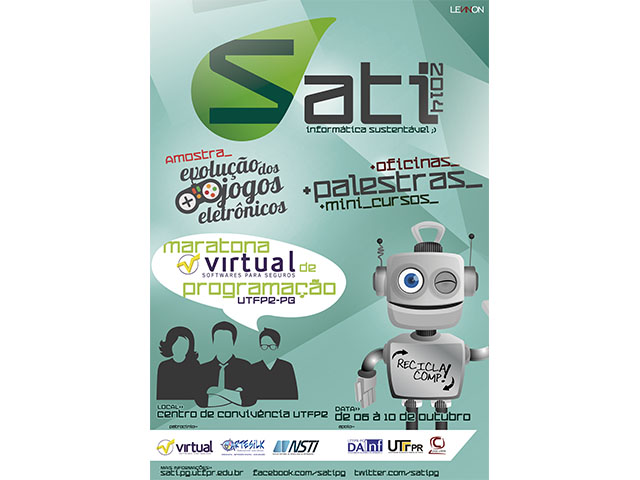 LEMNON
Sati 2014
informática sustentável ;)
Amostra_
evolução dos
jogos
eletrônicos
+oficinas_
+palestras_
+mini_cursos_
maratona
virtual de
SOFTWARES PARA SEGUROS
programação
UTFPR-PG
RECICLA
COMP!
LOCAL>>
centro de convivência UTFPR
DATA>>
de 06 à 10 de outubro
patrocínio>
apoio>
virtual
ARTESILK
NSTI
DAinf
UTFPR
MAIS INFORMAÇÕES>
sati.pg.utfpr.edu.br facebook.com/satipg twitter.com/satipg